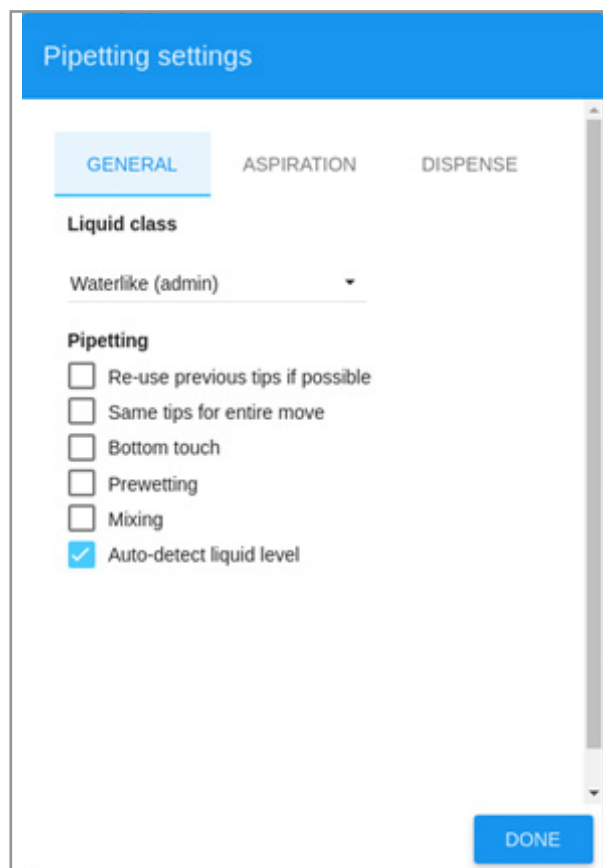 Pipetting settings
GENERAL ASPIRATION DISPENSE
Liquid class
Waterlike (admin)
Pipetting
Re-use previous tips if possible
Same tips for entire move
Bottom touch
Prewetting
Mixing
Auto-detect liquid level
DONE